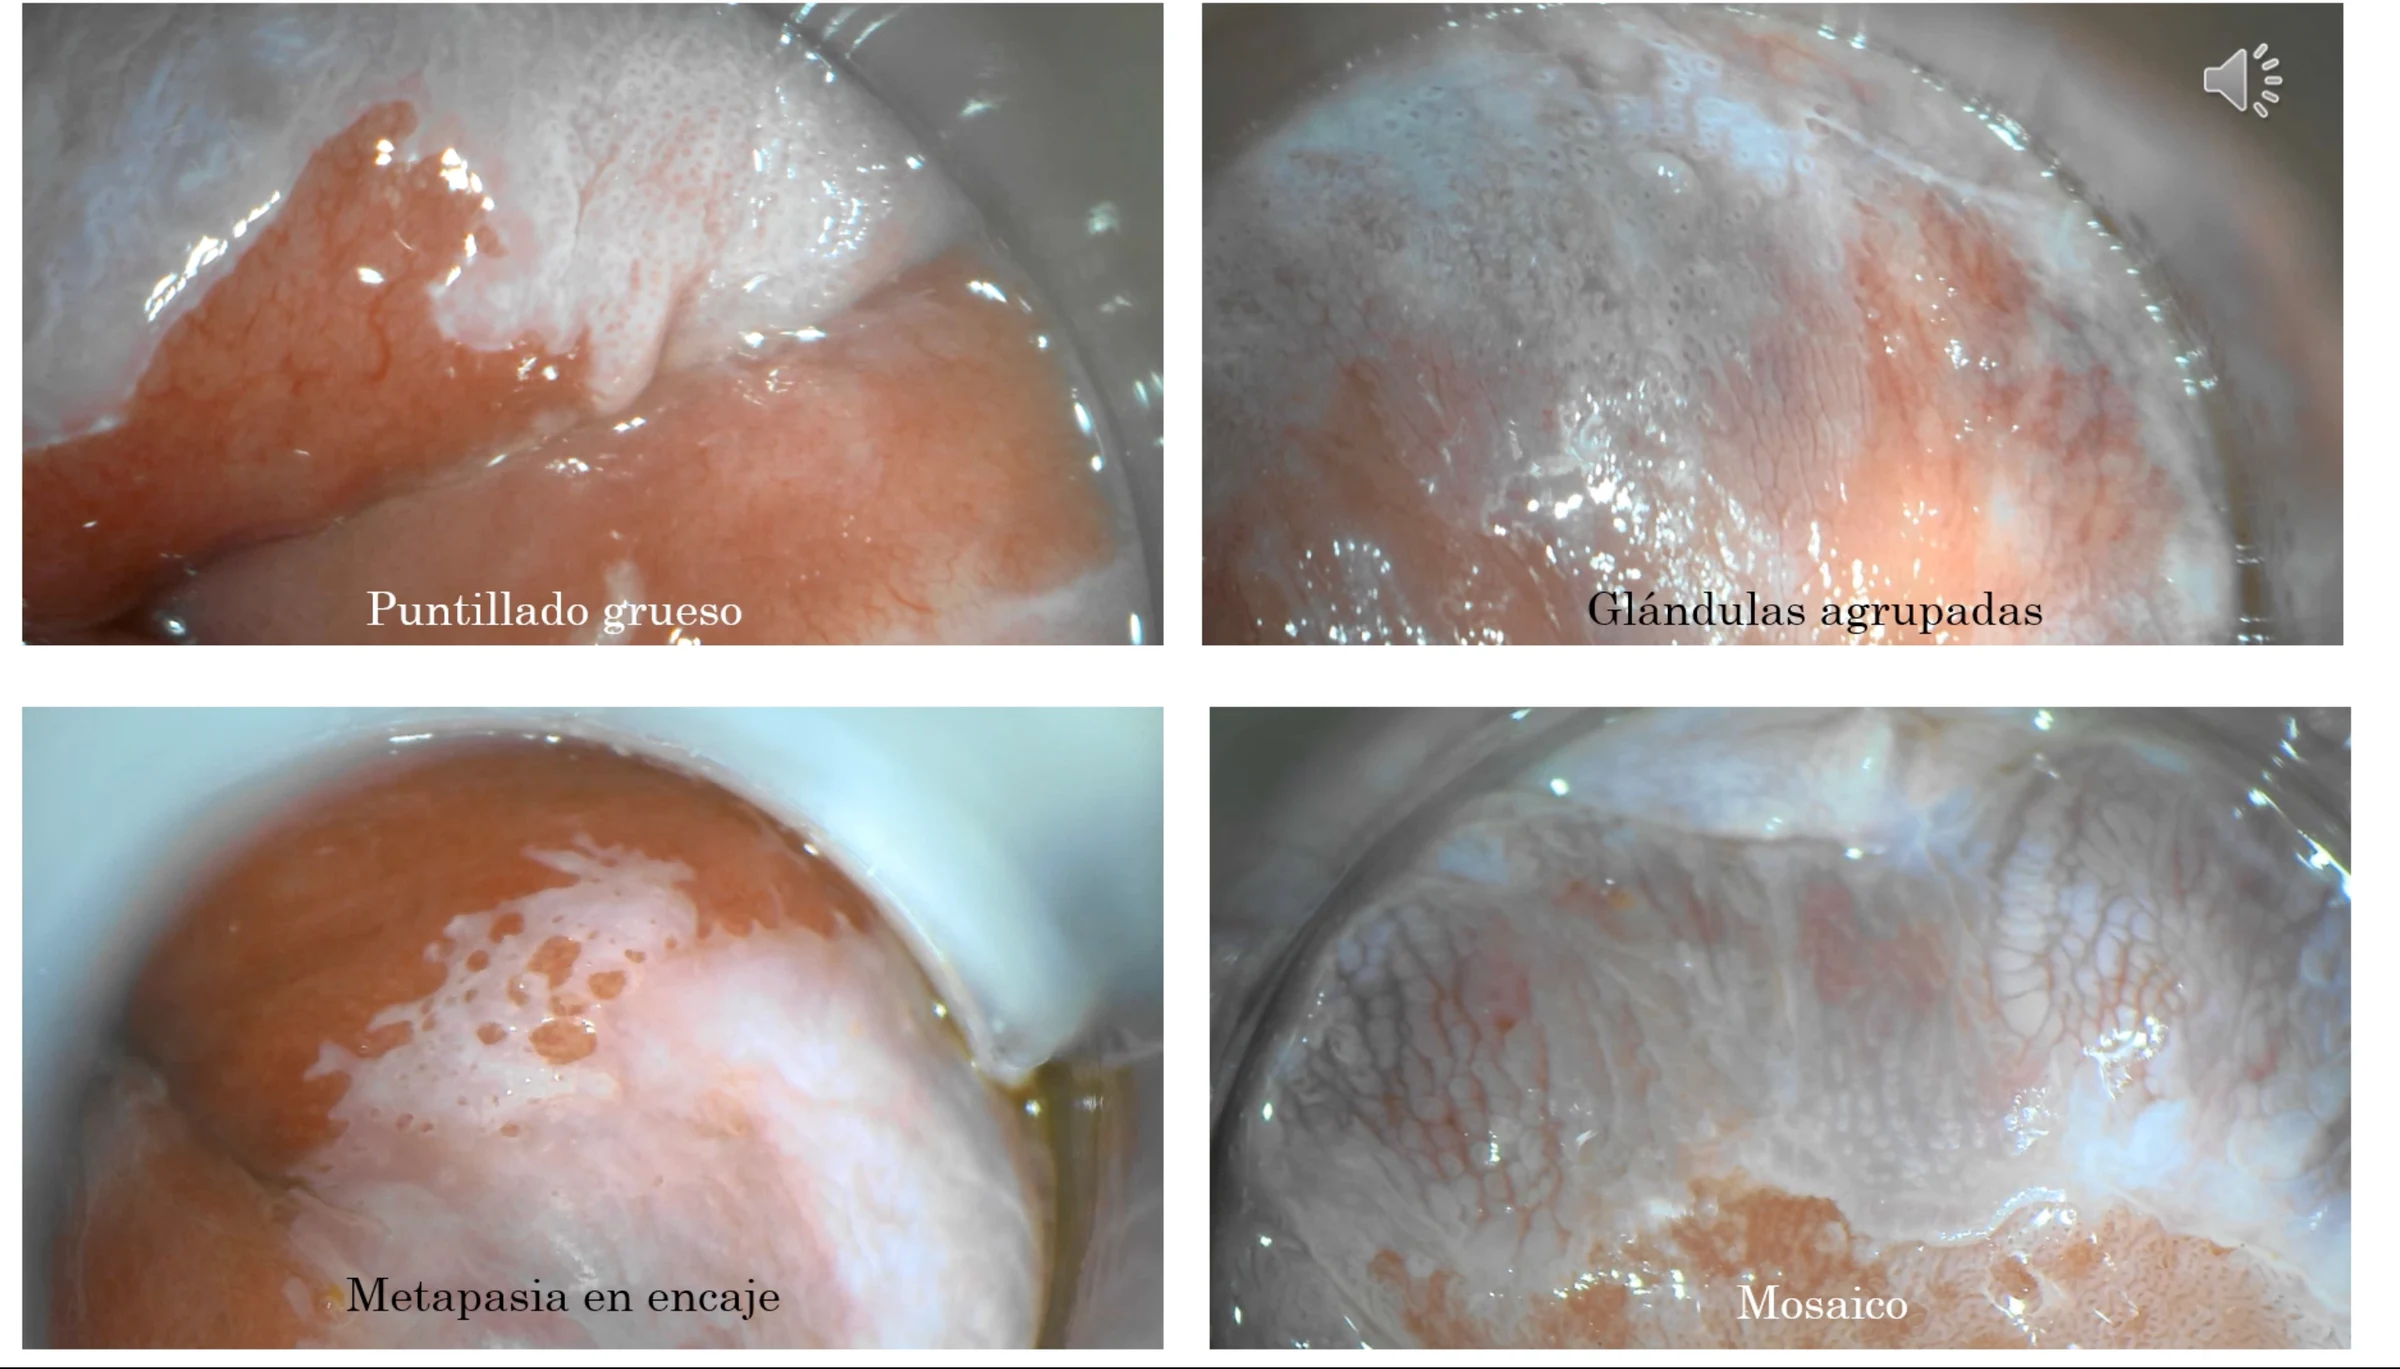 Puntillado grueso
Glándulas agrupadas
Metapasia en encaje
Mosaico